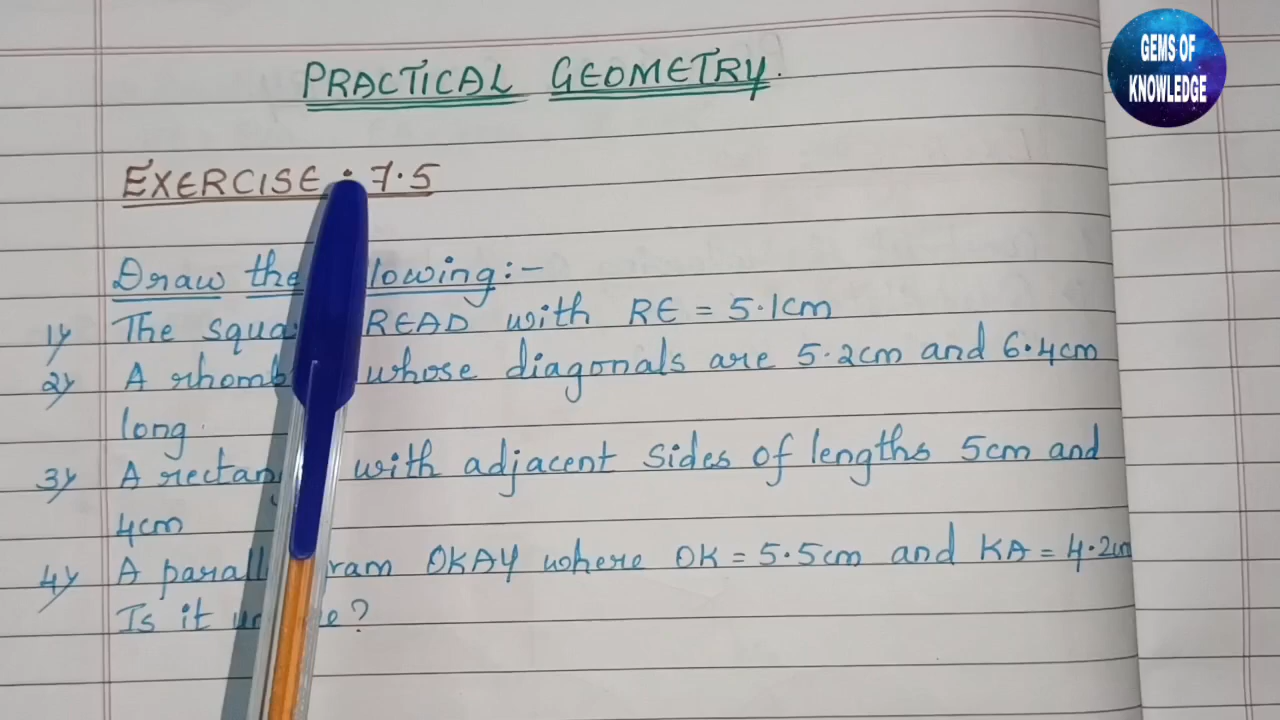 GEMS OF
KNOWLEDGE
PRACTICAL GEOMETRY.
EXERCISE : 7.5
Draw the lowing:-
1) The squa READ with RE = 5.1cm
2) A rhomb whose diagonals are 5.2cm and 6.4cm
long.
3) A rectan with adjacent sides of lengths 5cm and
4cm
4) A parall ram OKAY where OK = 5.5cm and KA = 4.2cm
Is it un e?